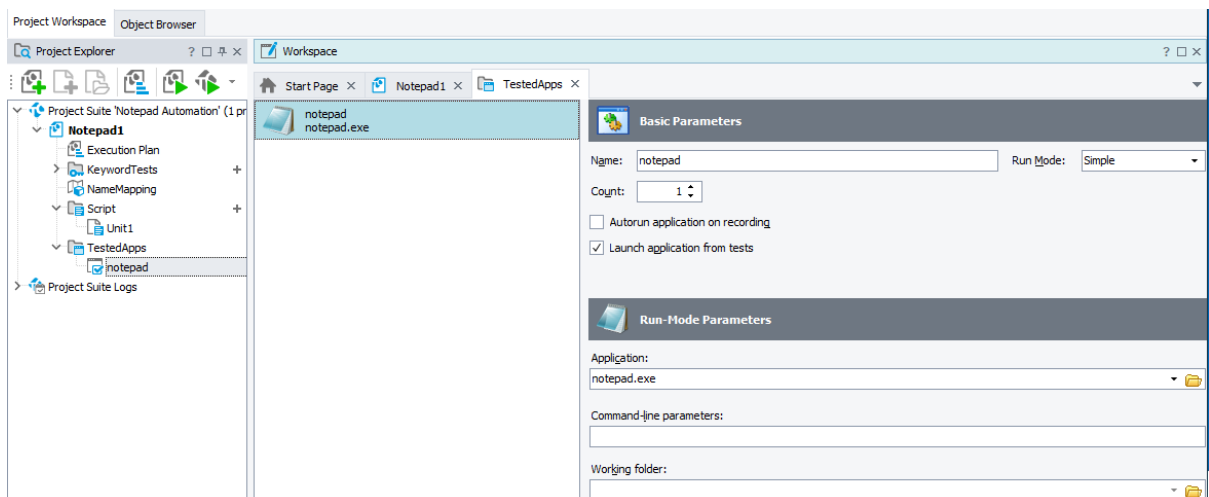 Project Workspace Object Browser
Project Explorer
Workspace
Start Page Notepad1 TestedApps
Project Suite 'Notepad Automation' (1 pr
Notepad1
Execution Plan
KeywordTests
NameMapping
Script
Unit1
TestedApps
notepad
Project Suite Logs
notepad
notepad.exe
Basic Parameters
Name: notepad Run Mode: Simple
Count: 1
Autorun application on recording
Launch application from tests
Run-Mode Parameters
Application:
notepad.exe
Command-line parameters:
Working folder: